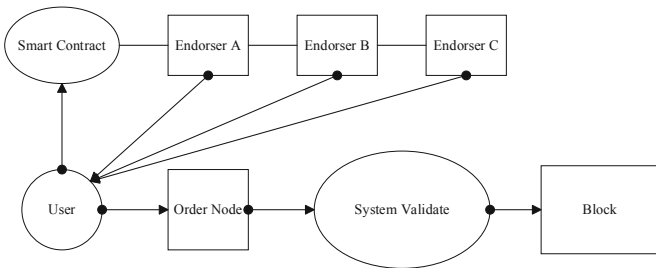 Smart Contract
Endorser A
Endorser B
Endorser C
User
Order Node
System Validate
Block